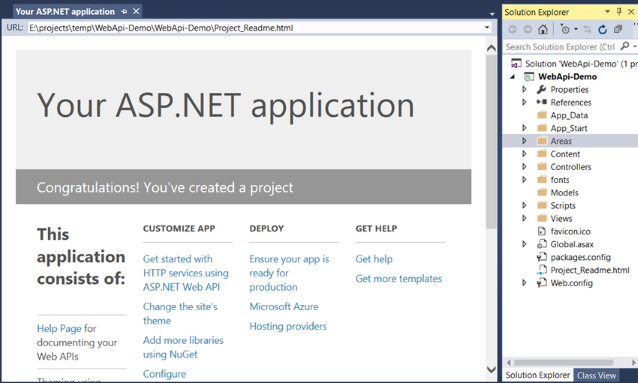 Your ASP.NET application
URL: E:\projects\temp\WebApi-Demo\WebApi-Demo\Project_Readme.html
Your ASP.NET application
Congratulations! You've created a project
This
application
consists of:
Help Page for
documenting your
Web APIs
Theming using
CUSTOMIZE APP
Get started with
HTTP services using
ASP.NET Web API
Change the site's
theme
Add more libraries
using NuGet
Configure
DEPLOY
Ensure your app is
ready for
production
Microsoft Azure
Hosting providers
GET HELP
Get help
Get more templates
Solution Explorer
Search Solution Explorer (Ctrl
Solution 'WebApi-Demo' (1 pr
WebApi-Demo
Properties
References
App_Data
App_Start
Areas
Content
Controllers
fonts
Models
Scripts
Views
favicon.ico
Global.asax
packages.config
Project_Readme.html
Web.config
Solution Explorer
Class View